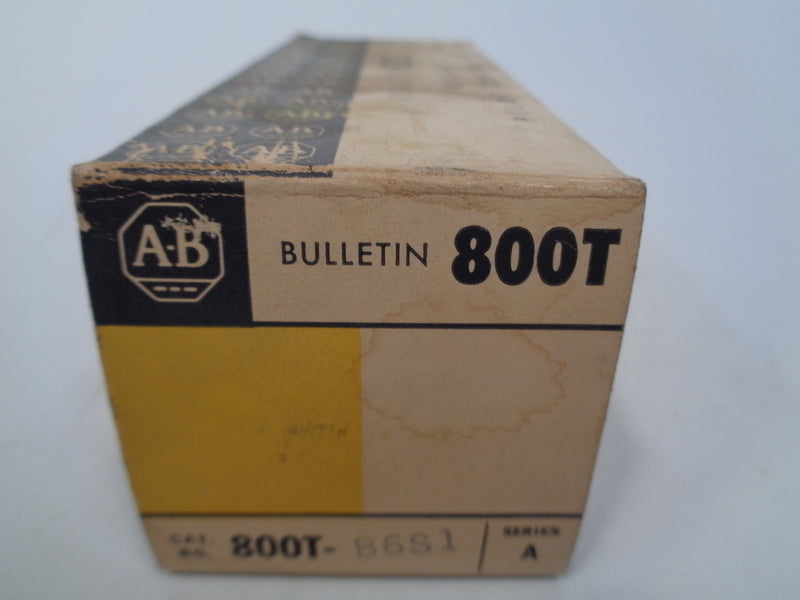 A-B A-B
A-B
BULLETIN 800T
CAT. NO. 800T- B6S1
SERIES A